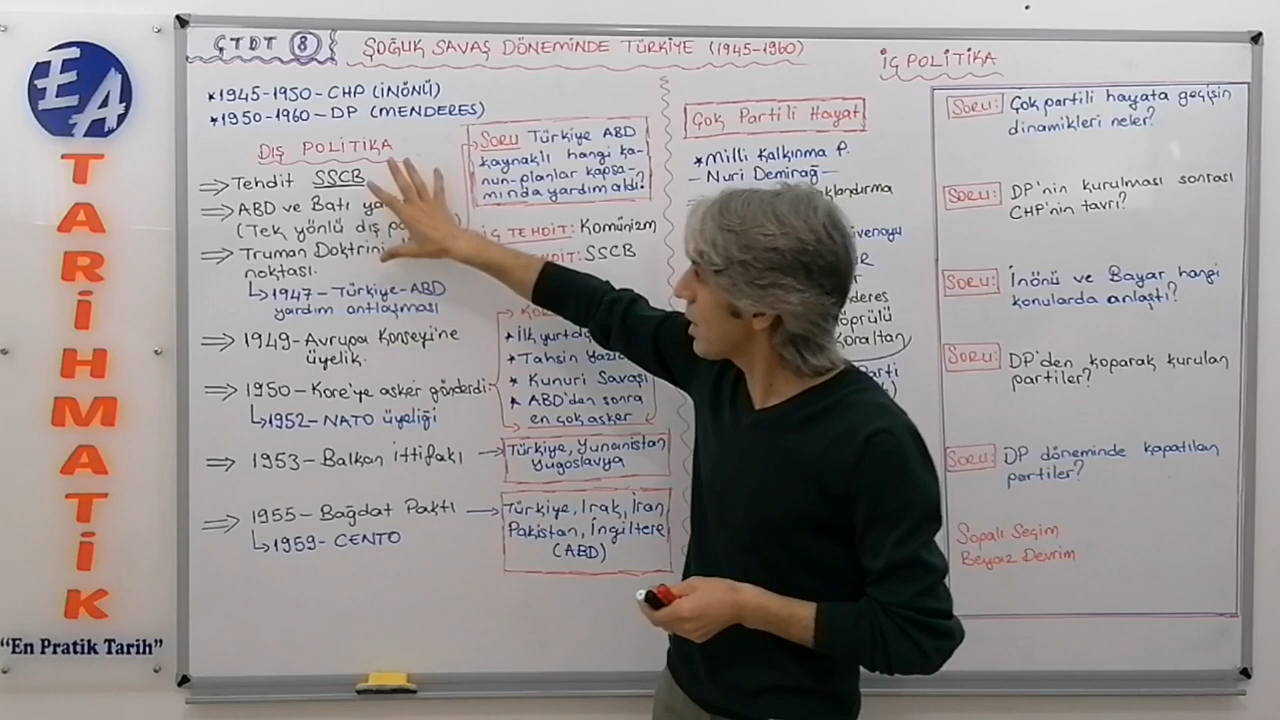 EA
TARİHMATİK
“En Pratik Tarih”
ÇTDT 8
SOĞUK SAVAŞ DÖNEMİNDE TÜRKİYE (1945-1960)
İÇ POLİTİKA
*1945-1950-CHP (İNÖNÜ)
*1950-1960-DP (MENDERES)
DIŞ POLİTİKA
⇒Tehdit SSCB
⇒ABD ve Batı
(Tek yönlü dış
⇒Truman Doktrini
noktası.
↳1947-Türkiye-ABD
yardım antlaşması
⇒1949-Avrupa Konseyi'ne
üyelik.
⇒1950-Kore'ye asker gönderdi.
↳1952-NATO üyeliği
⇒1953-Balkan ittifakı →
⇒1955-Bağdat Paktı →
↳1959-CENTO
Soru Türkiye ABD
kaynaklı hangi ka-
nun-planlar kapsa-
mında yardım aldı?
İÇ TEHDİT: Komünizm
SSCB
*Tahsin
* Kunuri Savaşı
* ABD'den sonra
en çok asker
Türkiye, Yunanistan
Yugoslavya
Türkiye, Irak, İran
Pakistan, İngiltere
(ABD)
Çok Partili Hayat
*Milli Kalkınma P.
-Nuri Demirağ-
Soru: Çok partili hayata geçişin
dinamikleri neler?
Soru: DP'nin kurulması sonrası
CHP'nin tavrı?
Soru: İnönü ve Bayar hangi
konularda anlaştı?
Soru: DP'den koparak kurulan
partiler?
Soru: DP döneminde kapatılan
partiler?
Sopalı Seçim
Beyaz Devrim